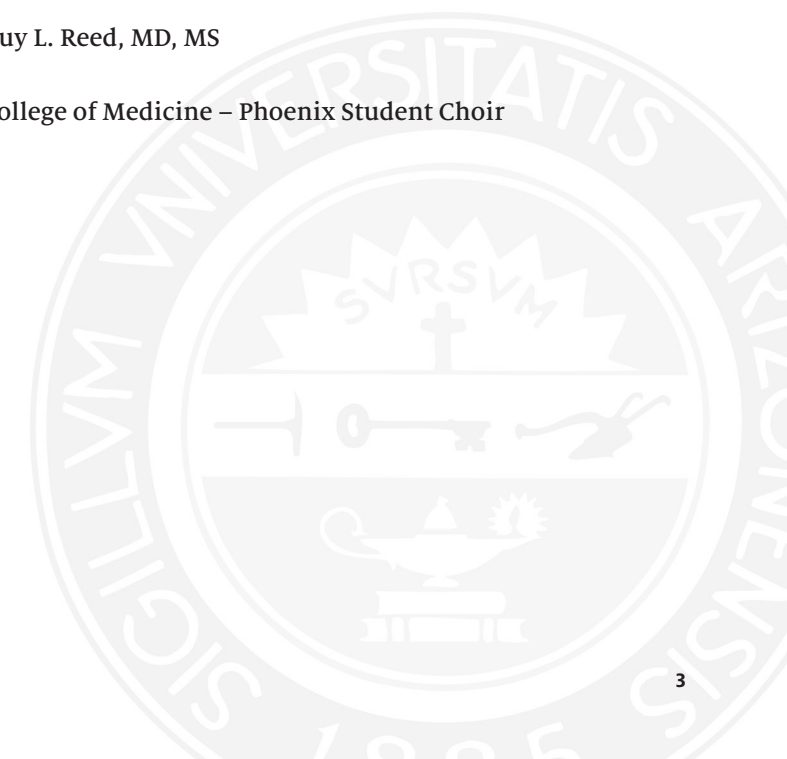 uy L. Reed, MD, MS
ollege of Medicine – Phoenix Student Choir
SIGILLVM VNIVERSITATIS ARIZONENSIS
SVRSVM
3